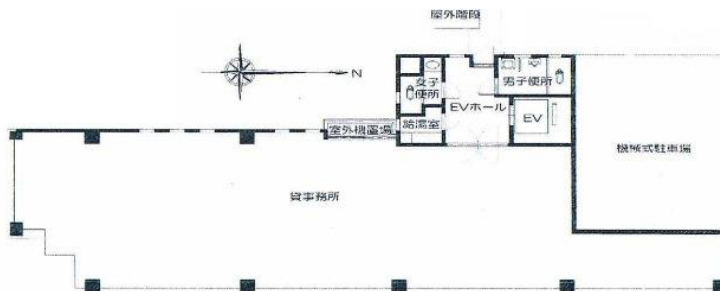 屋外階段
N
女子
便所
男子便所
EVホール
EV
室外機置場
給湯室
機械式駐車場
貸事務所